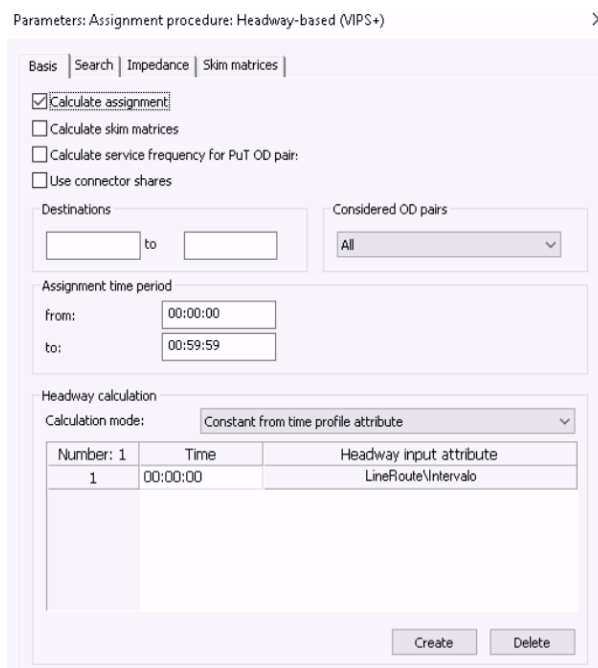 Parameters: Assignment procedure: Headway-based (VIPS+)
Basis Search Impedance Skim matrices
Calculate assignment
Calculate skim matrices
Calculate service frequency for PuT OD pair:
Use connector shares
Destinations Considered OD pairs
to All
Assignment time period
from: 00:00:00
to: 00:59:59
Headway calculation
Calculation mode: Constant from time profile attribute
Number: 1 Time Headway input attribute
1 00:00:00 LineRoute\Intervalo
Create Delete